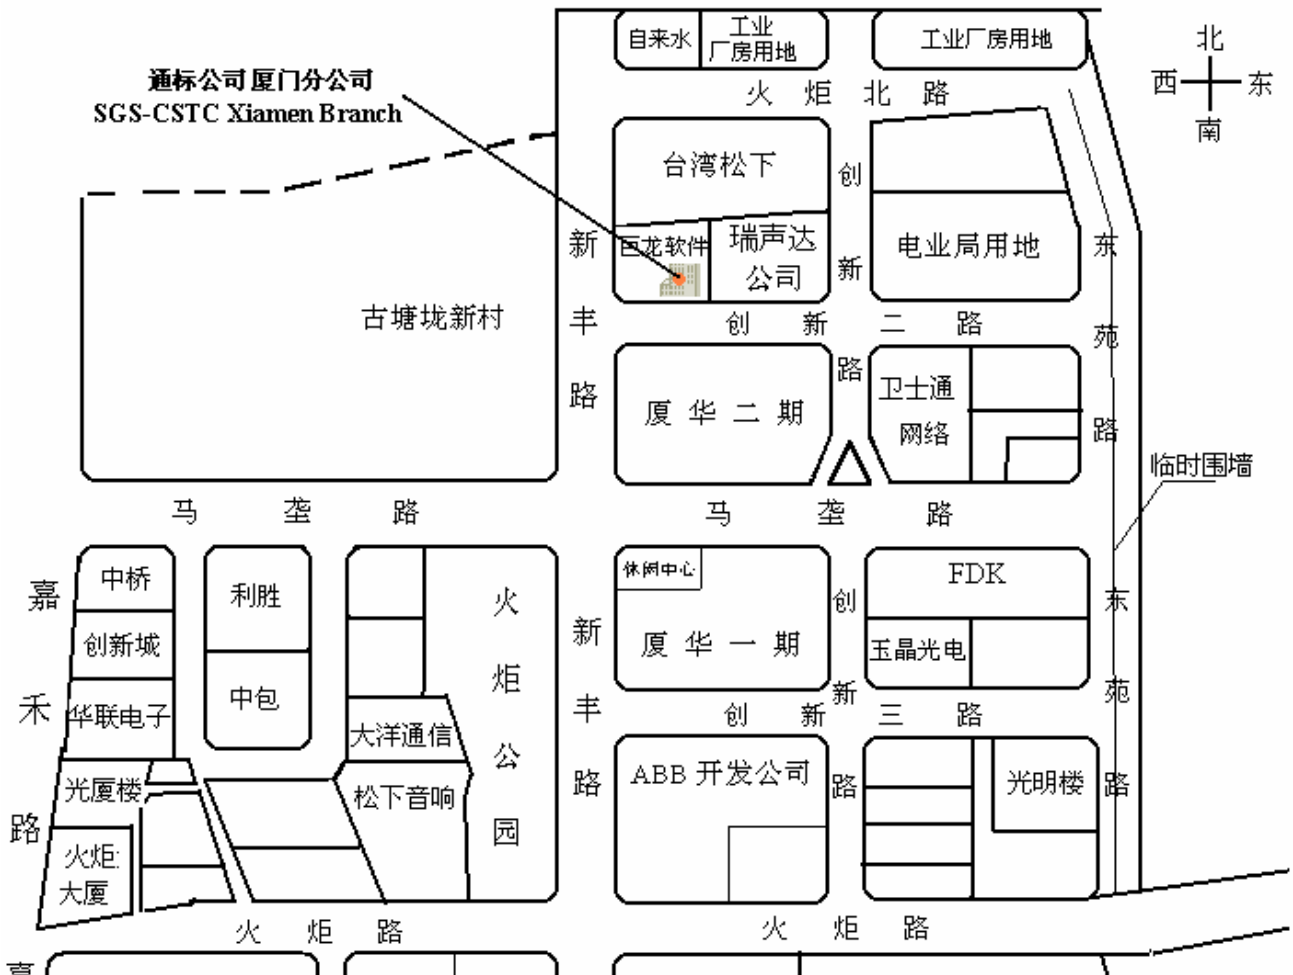 自来水
工业
厂房用地
工业厂房用地
北
西
东
南
通标公司厦门分公司
SGS-CSTC Xiamen Branch
火炬北路
台湾松下
巨龙软件
瑞声达
公司
创新路
电业局用地
新丰路
东苑路
古塘垅新村
创新二路
厦华二期
卫士通
网络
临时围墙
马垄路
马垄路
嘉禾路
中桥
创新城
华联电子
光厦楼
火炬
大厦
利胜
中包
大洋通信
松下音响
火炬公园
新丰路
休闲中心
厦华一期
创新路
FDK
玉晶光电
东苑路
创新三路
ABB 开发公司
光明楼
火炬路
火炬路
嘉